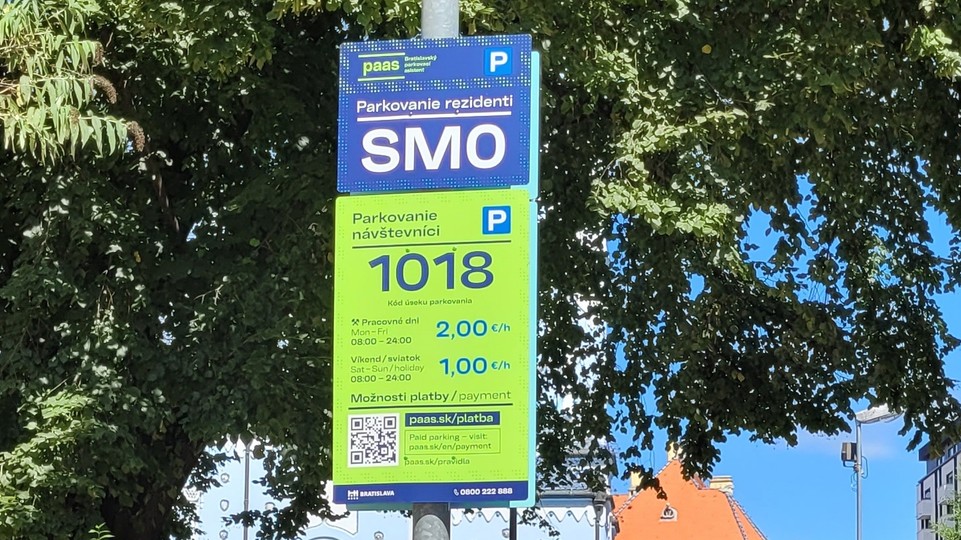 paas Bratislavský
parkovací
asistent
P
Parkovanie rezidenti
SM0
Parkovanie
návštevníci
P
1018
Kód úseku parkovania
Pracovné dni
Mon – Fri
08:00 – 24:00
2,00 €/h
Víkend / sviatok
Sat – Sun / holiday
08:00 – 24:00
1,00 €/h
Možnosti platby / payment
paas.sk/platba
Paid parking – visit:
paas.sk/en/payment
paas.sk/pravidla
BRATISLAVA
0800 222 888